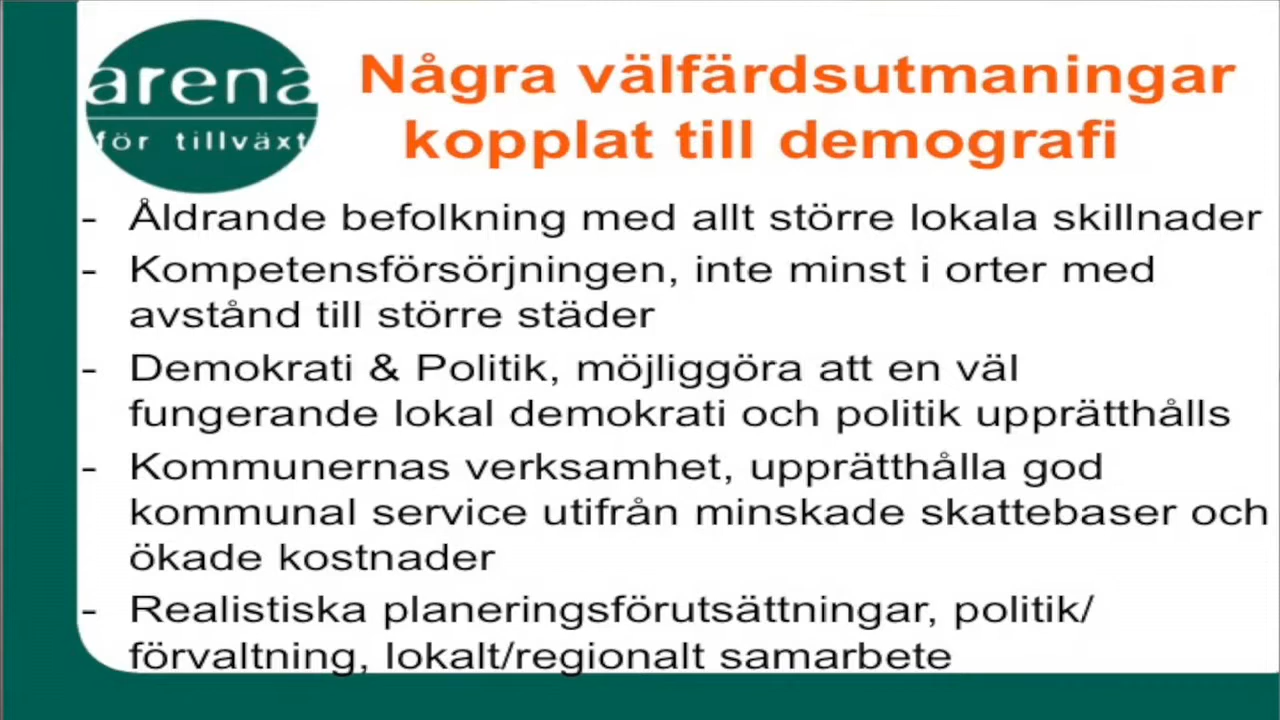 arena
för tillväxt
Några välfärdsutmaningar
kopplat till demografi
- Åldrande befolkning med allt större lokala skillnader
- Kompetensförsörjningen, inte minst i orter med
avstånd till större städer
- Demokrati & Politik, möjliggöra att en väl
fungerande lokal demokrati och politik upprätthålls
- Kommunernas verksamhet, upprätthålla god
kommunal service utifrån minskade skattebaser och
ökade kostnader
- Realistiska planeringsförutsättningar, politik/
förvaltning, lokalt/regionalt samarbete